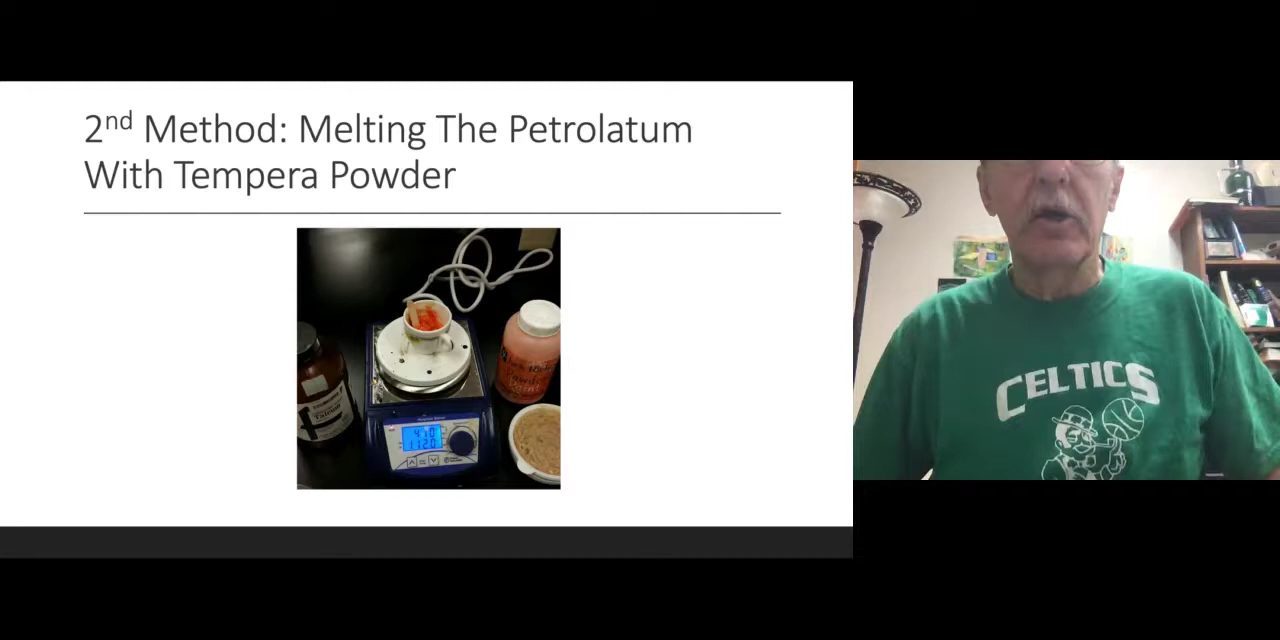 2nd Method: Melting The Petrolatum
With Tempera Powder
CELTICS